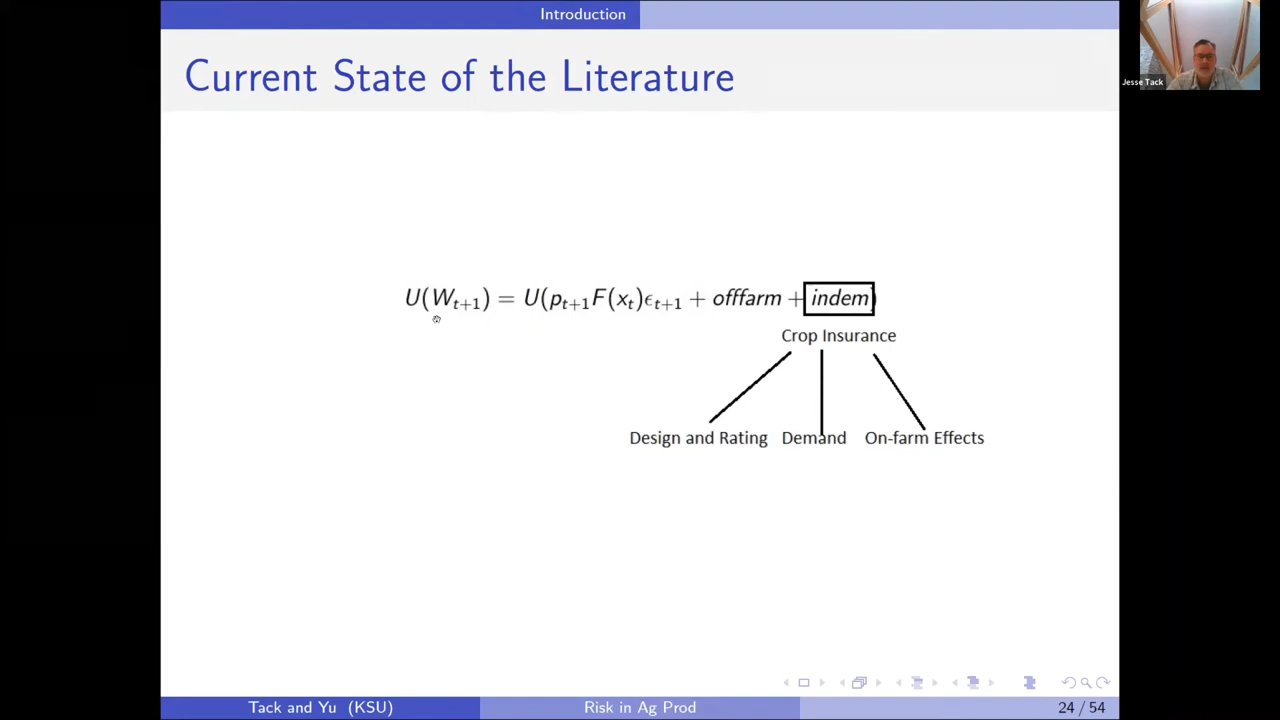 Introduction
Jesse Tack
Current State of the Literature
U(W_{t+1}) = U(p_{t+1}F(x_t)ϵ_{t+1} + offfarm + indem)
Crop Insurance
Design and Rating Demand On-farm Effects
Tack and Yu (KSU) Risk in Ag Prod 24 / 54